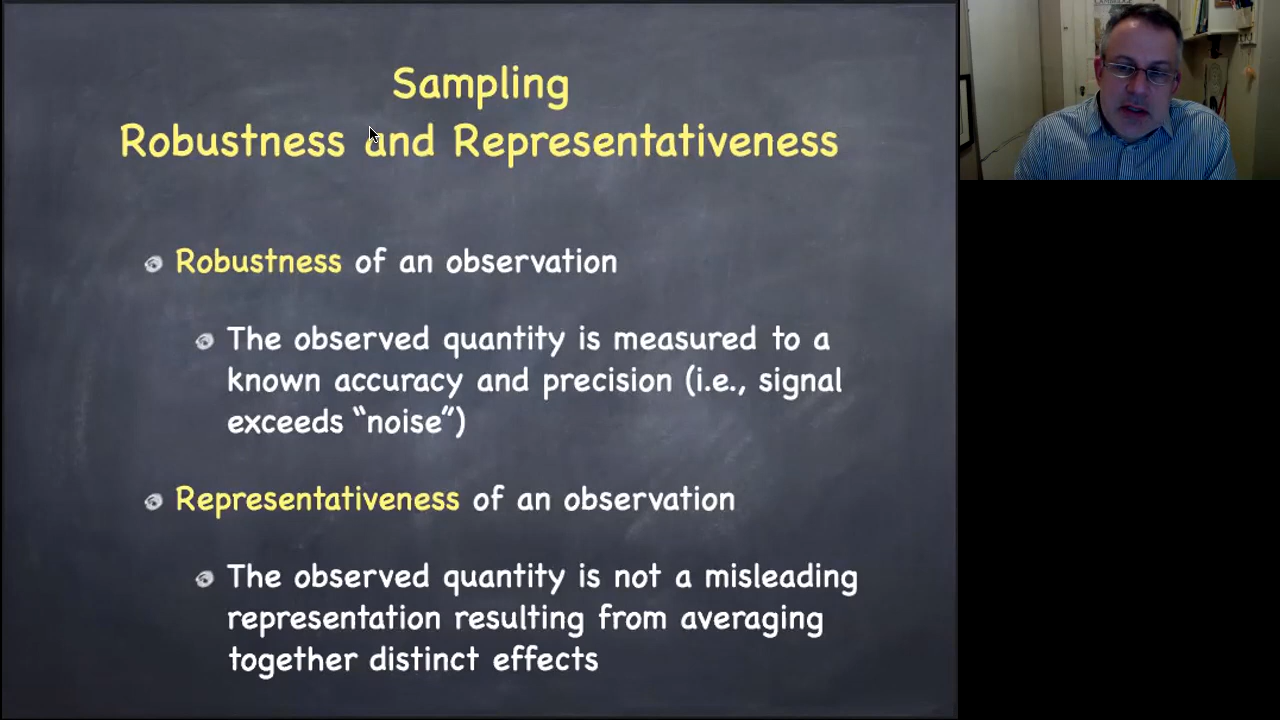 Sampling
Robustness and Representativeness
Robustness of an observation
The observed quantity is measured to a
known accuracy and precision (i.e., signal
exceeds “noise”)
Representativeness of an observation
The observed quantity is not a misleading
representation resulting from averaging
together distinct effects